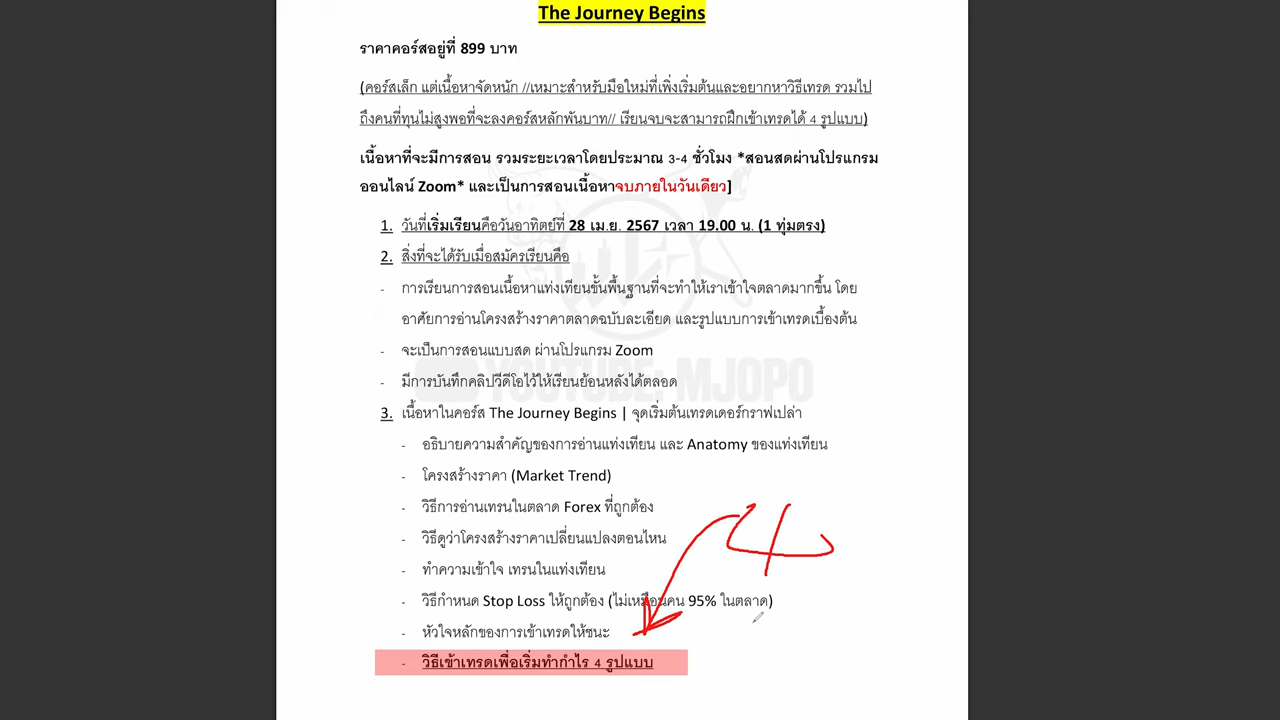 The Journey Begins
ราคาคอร์สอยู่ที่ 899 บาท
(คอร์สเล็ก แต่เนื้อหาจัดหนัก //เหมาะสำหรับมือใหม่ที่เพิ่งเริ่มต้นและอยากหาวิธีเทรด รวมไป
ถึงคนที่ทุนไม่สูงพอที่จะลงคอร์สหลักพันบาท// เรียนจบจะสามารถฝึกเข้าเทรดได้ 4 รูปแบบ)
เนื้อหาที่จะมีการสอน รวมระยะเวลาโดยประมาณ 3-4 ชั่วโมง *สอนสดผ่านโปรแกรม
ออนไลน์ Zoom* และเป็นการสอนเนื้อหาจบภายในวันเดียว]
1. วันที่เริ่มเรียนคือวันอาทิตย์ที่ 28 เม.ย. 2567 เวลา 19.00 น. (1 ทุ่มตรง)
2. สิ่งที่จะได้รับเมื่อสมัครเรียนคือ
- การเรียนการสอนเนื้อหาแท่งเทียนขั้นพื้นฐานที่จะทำให้เราเข้าใจตลาดมากขึ้น โดย
อาศัยการอ่านโครงสร้างราคาตลาดฉบับละเอียด และรูปแบบการเข้าเทรดเบื้องต้น
- จะเป็นการสอนแบบสด ผ่านโปรแกรม Zoom
YOUTUBE: MJOPO
- มีการบันทึกคลิปวีดีโอไว้ให้เรียนย้อนหลังได้ตลอด
3. เนื้อหาในคอร์ส The Journey Begins | จุดเริ่มต้นเทรดเดอร์กราฟเปล่า
- อธิบายความสำคัญของการอ่านแท่งเทียน และ Anatomy ของแท่งเทียน
- โครงสร้างราคา (Market Trend)
- วิธีการอ่านเทรนในตลาด Forex ที่ถูกต้อง
- วิธีดูว่าโครงสร้างราคาเปลี่ยนแปลงตอนไหน
4
- ทำความเข้าใจ เทรนในแท่งเทียน
- วิธีกำหนด Stop Loss ให้ถูกต้อง (ไม่เหมือนคน 95% ในตลาด)
- หัวใจหลักของการเข้าเทรดให้ชนะ
- วิธีเข้าเทรดเพื่อเริ่มทำกำไร 4 รูปแบบ